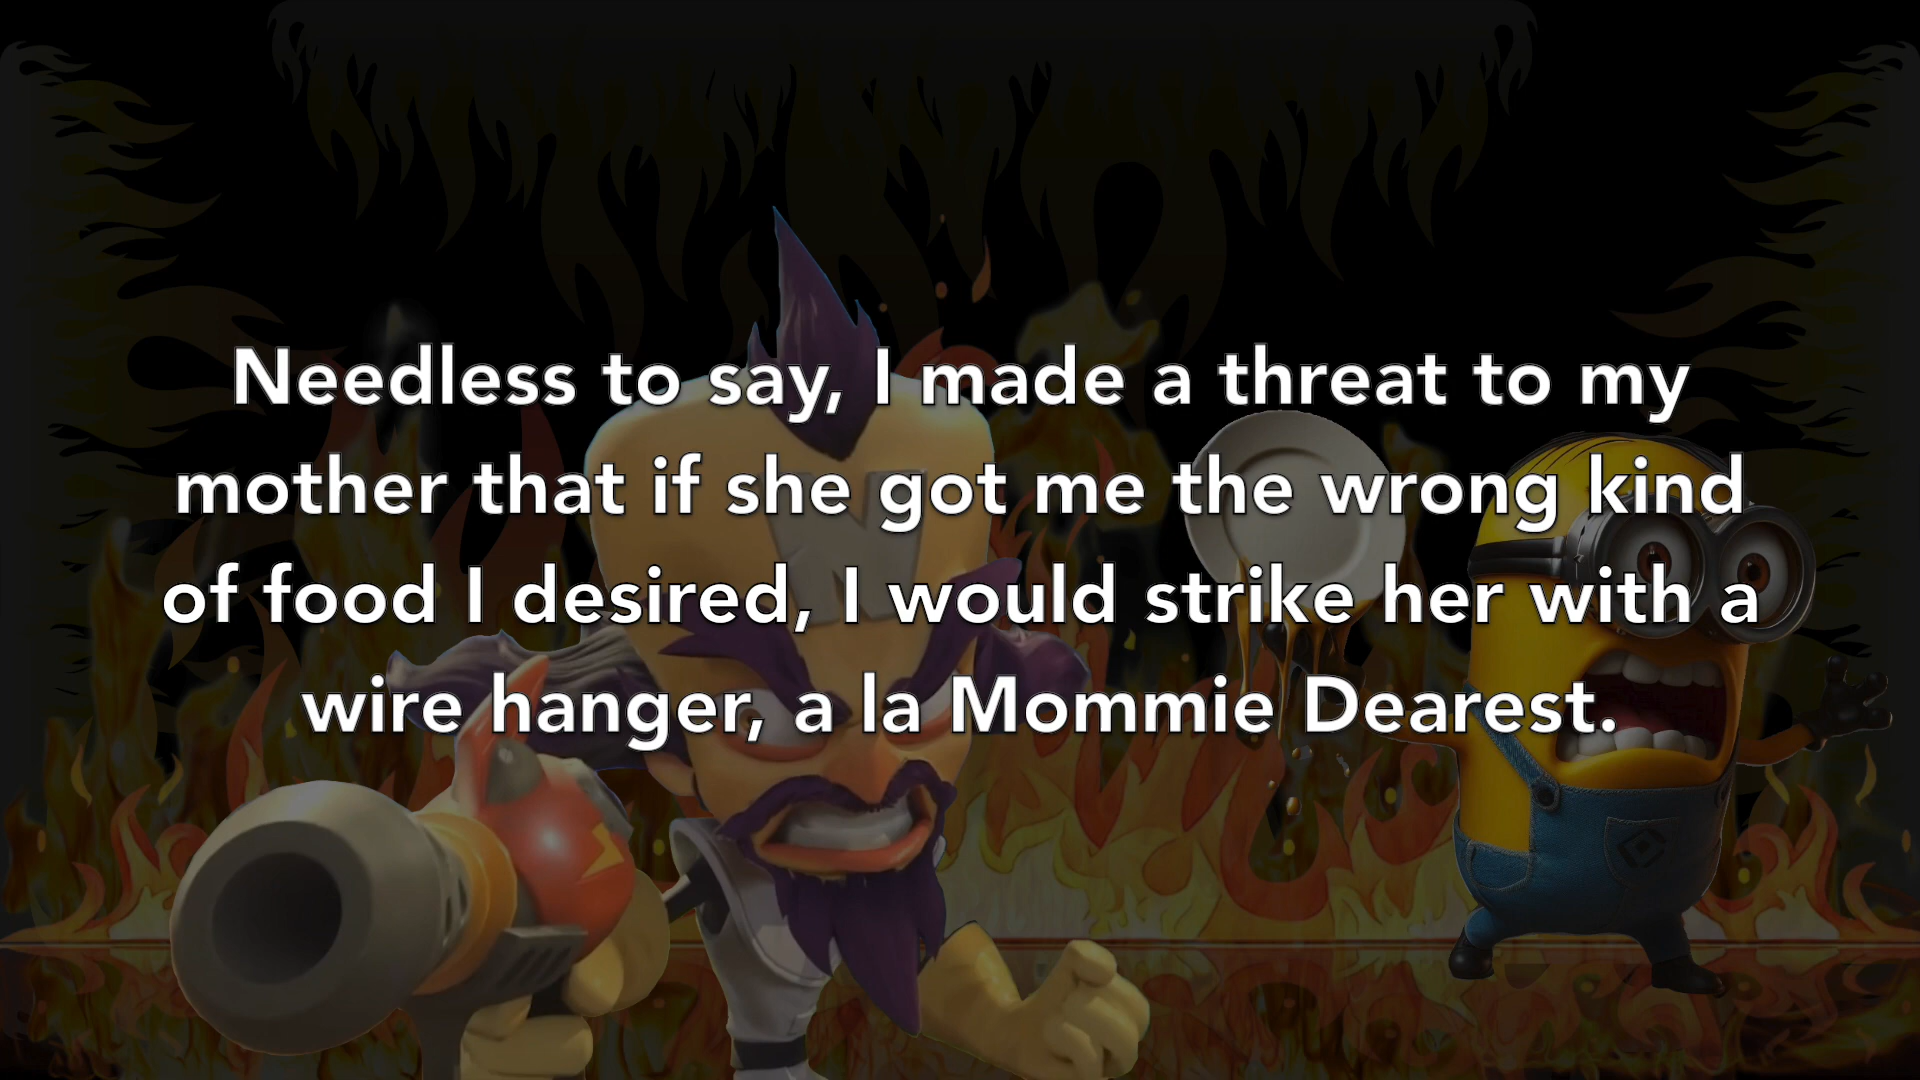 Needless to say, I made a threat to my
mother that if she got me the wrong kind
of food I desired, I would strike her with a
wire hanger, a la Mommie Dearest.
N